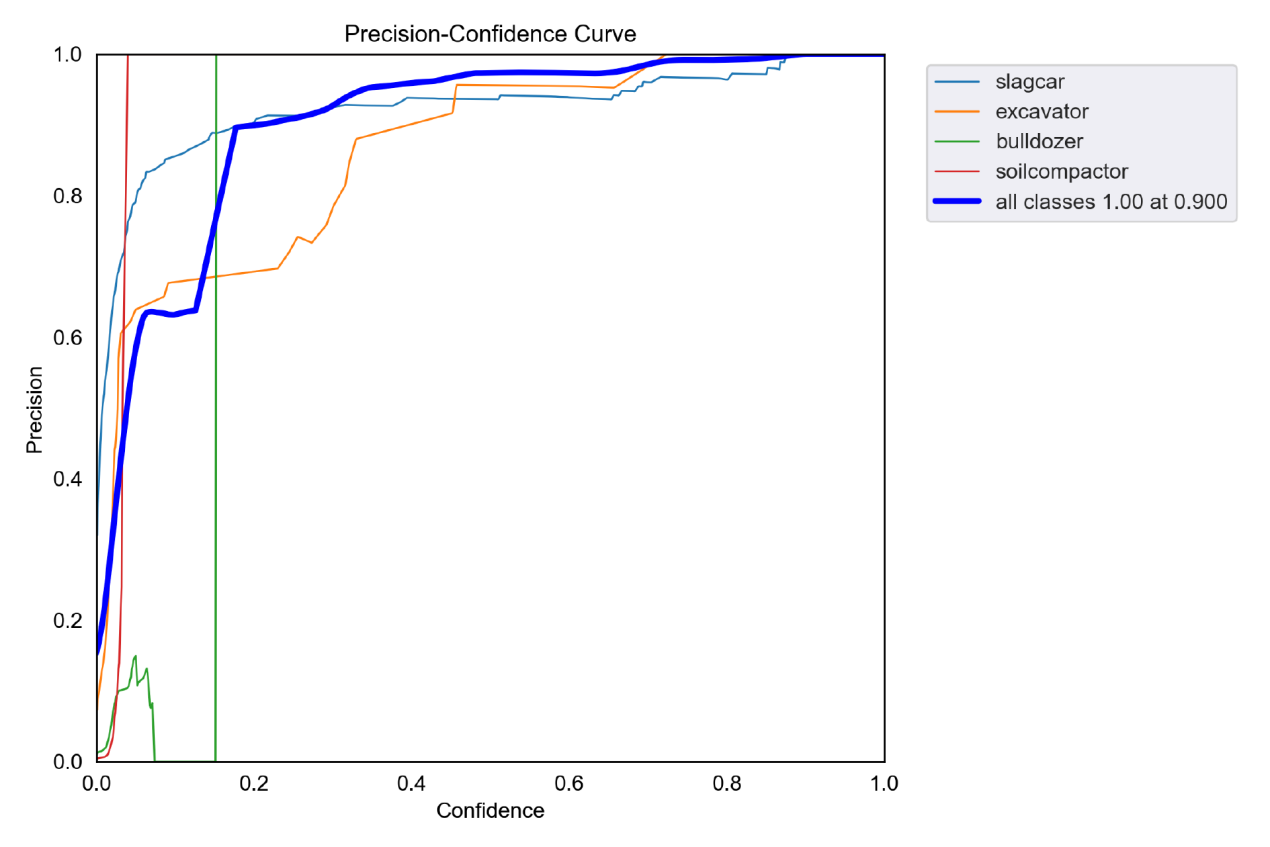 Precision-Confidence Curve
1.0
0.8
0.6
0.4
0.2
0.0
Precision
0.0 0.2 0.4 0.6 0.8 1.0
Confidence
slagcar
excavator
bulldozer
soilcompactor
all classes 1.00 at 0.900